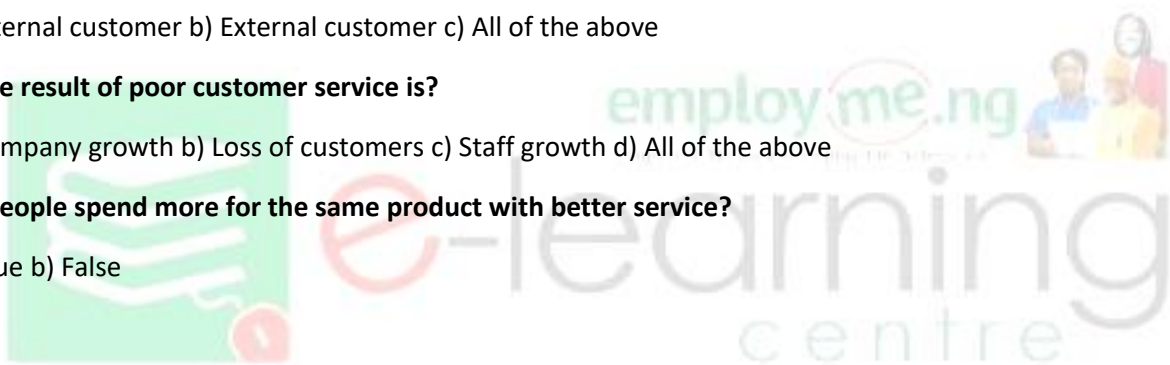 ternal customer b) External customer c) All of the above
e result of poor customer service is?
employ me.ng
mpany growth b) Loss of customers c) Staff growth d) All of the above
eople spend more for the same product with better service?
e-learning
ue b) False
centre